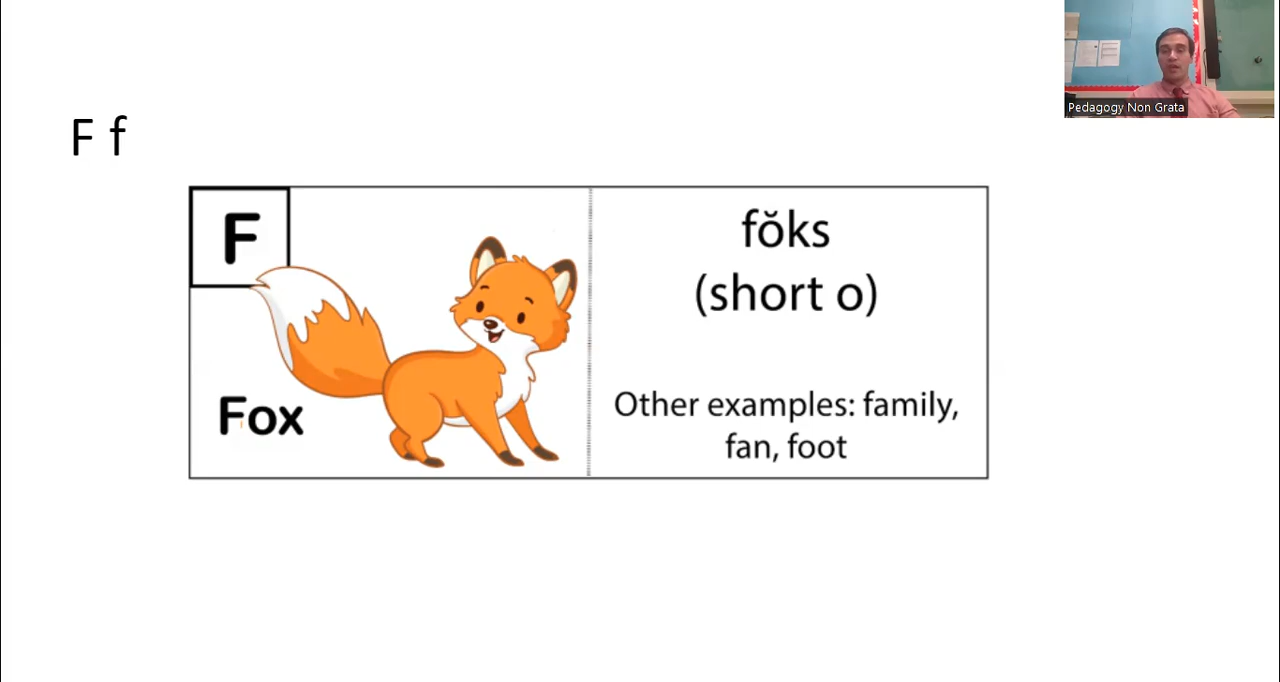 Pedagogy Non Grata
F f
F
Fox
fŏks
(short o)
Other examples: family,
fan, foot